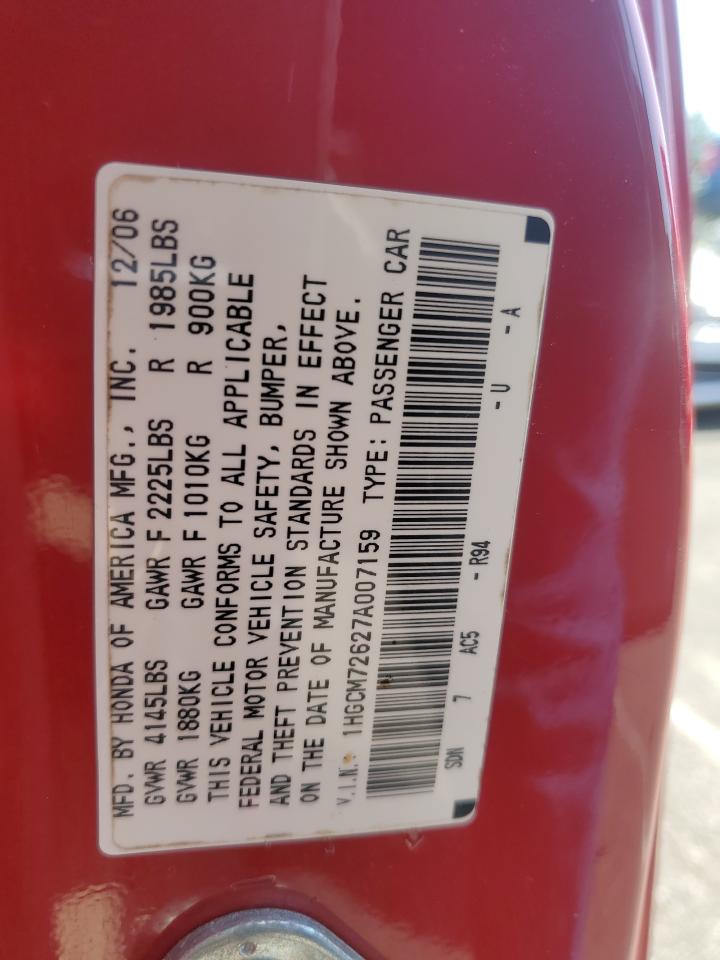 MFD. BY HONDA OF AMERICA MFG., INC. 12/06
GVWR 4145LBS GAWR F 2225LBS R 1985LBS
GVWR 1880KG GAWR F 1010KG R 900KG
THIS VEHICLE CONFORMS TO ALL APPLICABLE
FEDERAL MOTOR VEHICLE SAFETY, BUMPER,
AND THEFT PREVENTION STANDARDS IN EFFECT
ON THE DATE OF MANUFACTURE SHOWN ABOVE.
V.I.N.: 1HGCM72627A007159 TYPE: PASSENGER CAR
SDN 7 AC5 - R94 - U - A